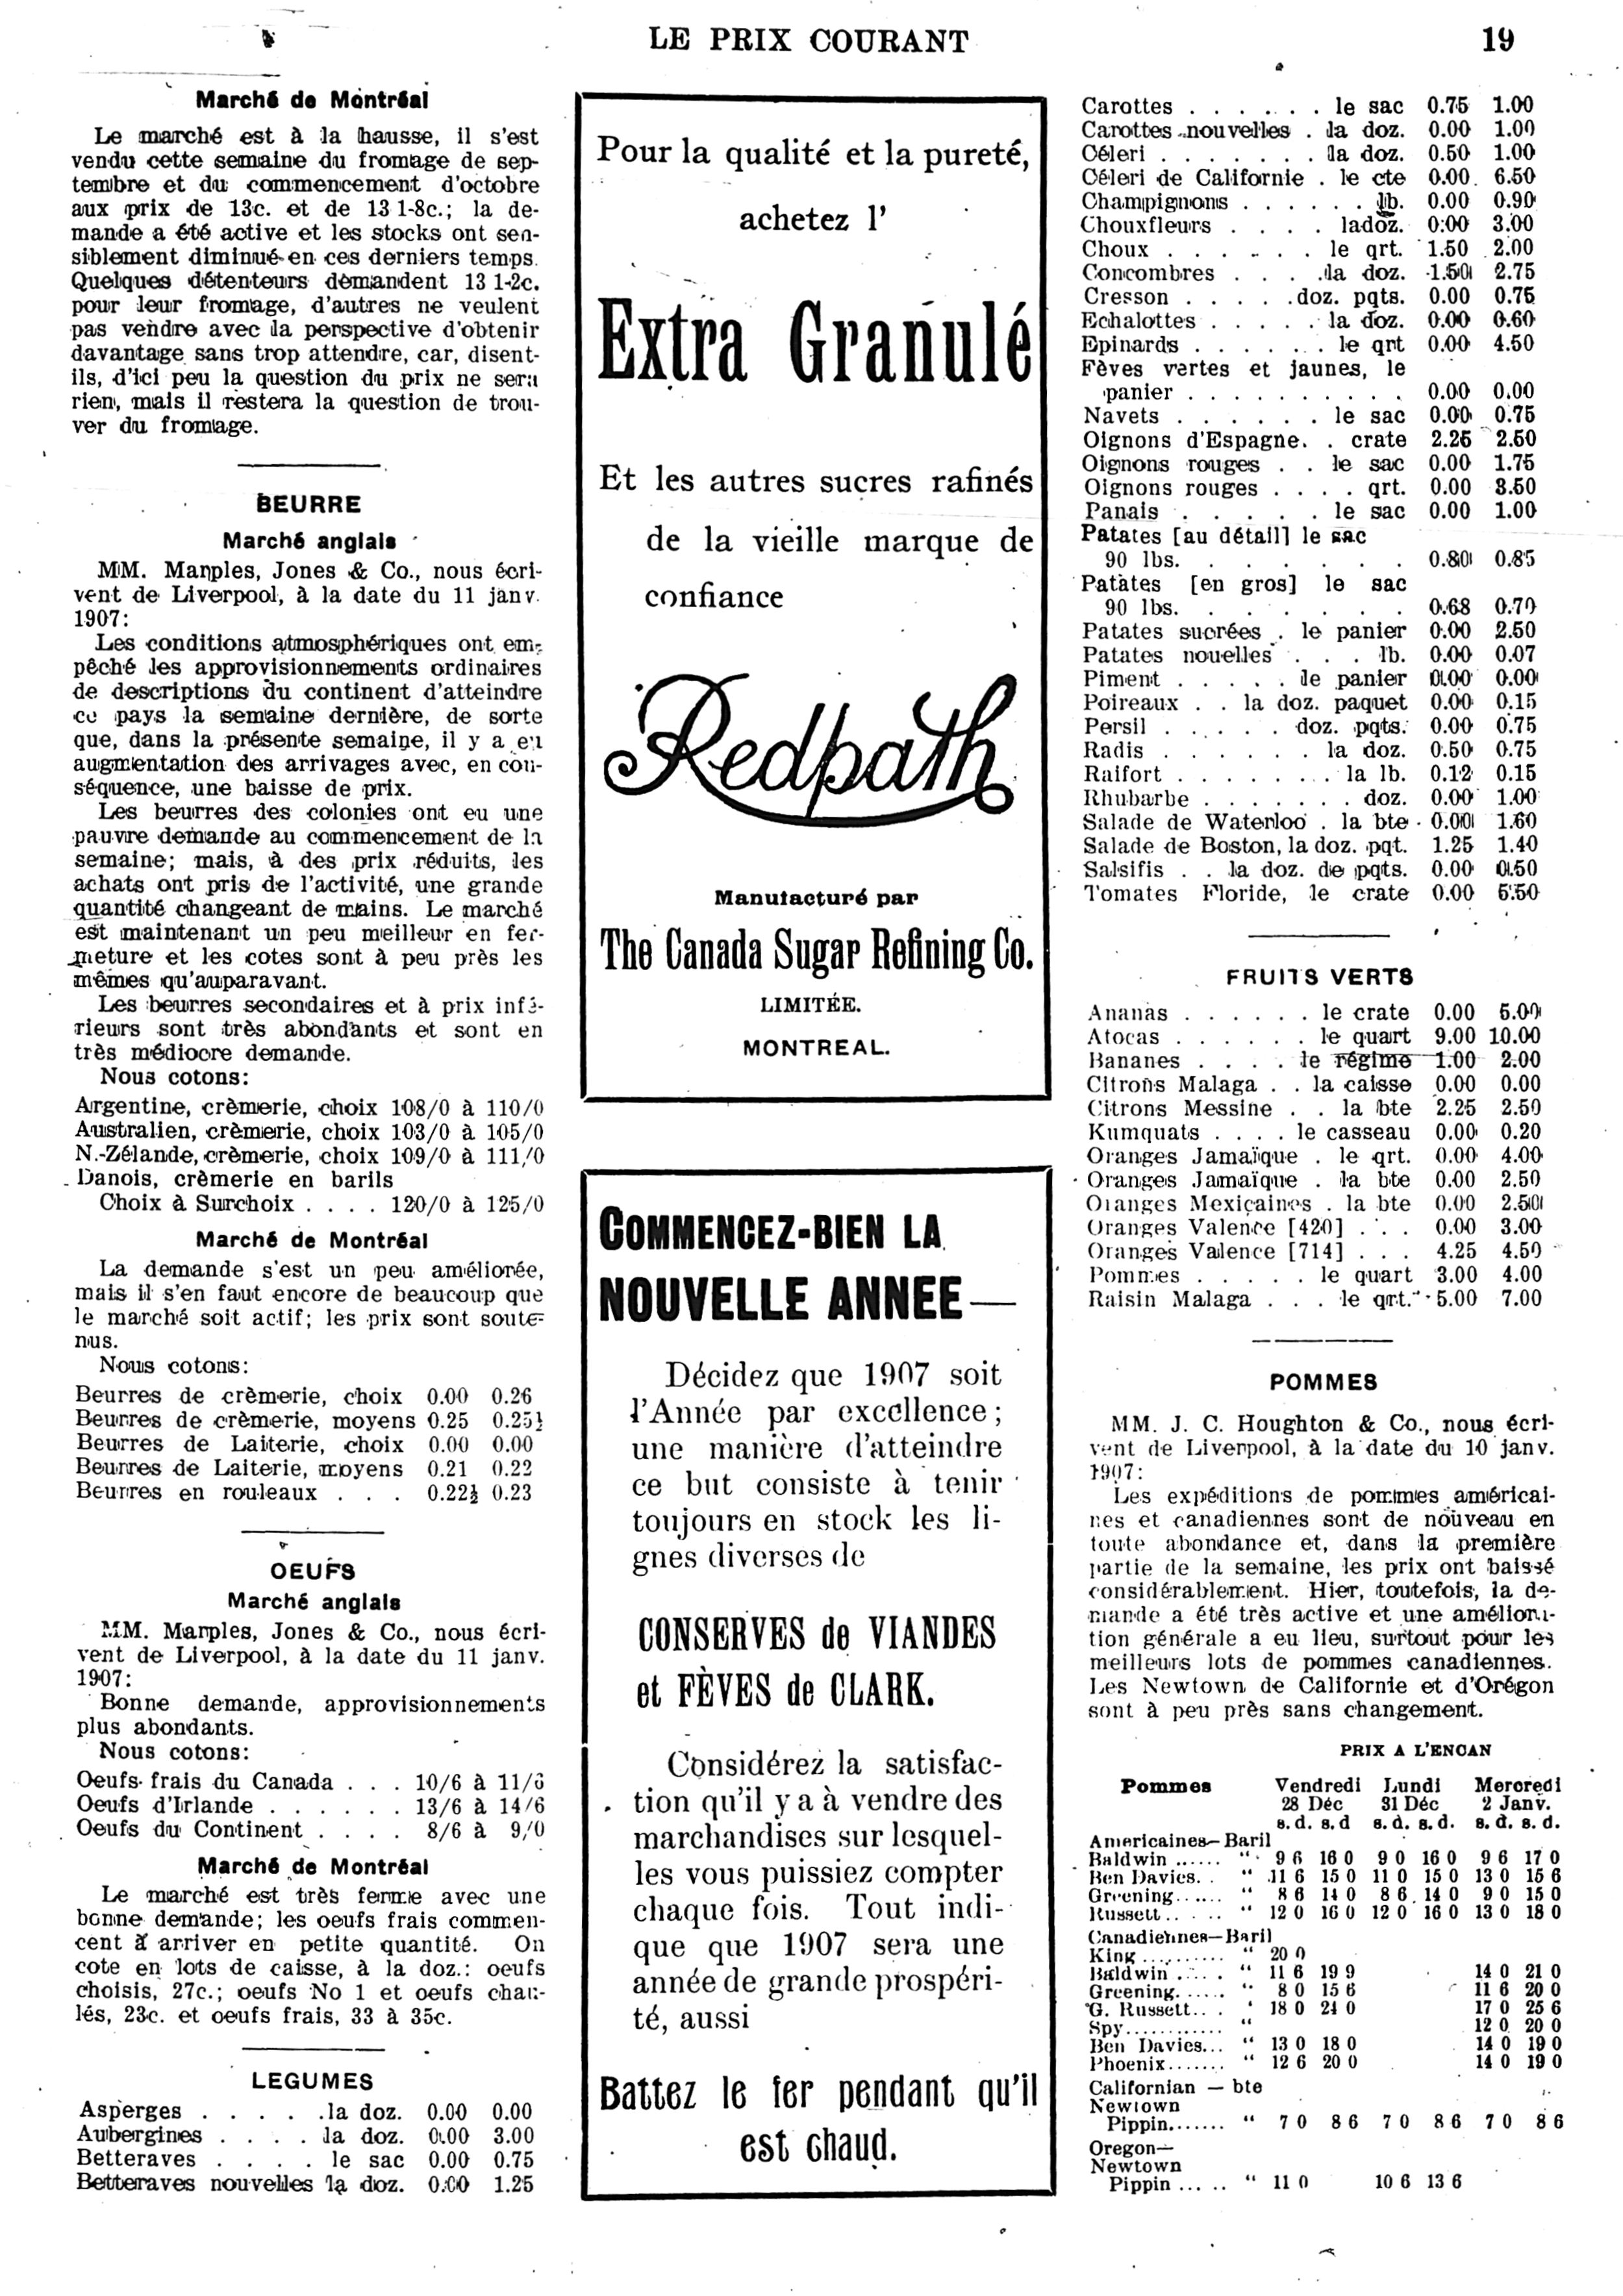 LE PRIX COURANT
19
Marché de Montréal
Le marché est à la hausse, il s'est
vendu cette semaine du fromage de sep-
tembre et du commencement d'octobre
aux prix de 13c. et de 13 1-8c.; la de-
mande a été active et les stocks ont sen-
siblement diminué en ces derniers temps.
Quelques détenteurs demandent 13 1-2c.
pour leur fromage, d'autres ne veulent
pas vendre avec la perspective d'obtenir
davantage sans trop attendre, car, disent-
ils, d'ici peu la question du prix ne sera
rien, mais il restera la question de trou-
ver du fromage.
BEURRE
Marché anglais
MM. Marples, Jones & Co., nous écri-
vent de Liverpool, à la date du 11 janv.
1907:
Les conditions atmosphériques ont em-
pêché les approvisionnements ordinaires
de descriptions du continent d'atteindre
ce pays la semaine dernière, de sorte
que, dans la présente semaine, il y a eu
augmentation des arrivages avec, en con-
séquence, une baisse de prix.
Les beurres des colonies ont eu une
pauvre demande au commencement de la
semaine; mais, à des prix réduits, les
achats ont pris de l'activité, une grande
quantité changeant de mains. Le marché
est maintenant un peu meilleur en fer-
meture et les cotes sont à peu près les
mêmes qu'auparavant.
Les beurres secondaires et à prix infé-
rieurs sont très abondants et sont en
très médiocre demande.
Nous cotons:
Argentine, crèmerie, choix 108/0 à 110/0
Australien, crèmerie, choix 103/0 à 105/0
N.-Zélande, crèmerie, choix 109/0 à 111/0
Danois, crèmerie en barils
Choix à Surchoix . . . . 120/0 à 125/0
Marché de Montréal
La demande s'est un peu améliorée,
mais il s'en faut encore de beaucoup que
le marché soit actif; les prix sont soute-
nus.
Nous cotons:
Beurres de crèmerie, choix 0.00 0.26
Beurres de crèmerie, moyens 0.25 0.25½
Beurres de Laiterie, choix 0.00 0.00
Beurres de Laiterie, moyens 0.21 0.22
Beurres en rouleaux . . . 0.22½ 0.23
OEUFS
Marché anglais
MM. Marples, Jones & Co., nous écri-
vent de Liverpool, à la date du 11 janv.
1907:
Bonne demande, approvisionnements
plus abondants.
Nous cotons:
Oeufs frais du Canada . . . 10/6 à 11/6
Oeufs d'Irlande . . . . . . 13/6 à 14/6
Oeufs du Continent . . . . 8/6 à 9/0
Marché de Montréal
Le marché est très ferme avec une
bonne demande; les oeufs frais commen-
cent à arriver en petite quantité. On
cote en lots de caisse, à la doz.: oeufs
choisis, 27c.; oeufs No 1 et oeufs chau-
lés, 23c. et oeufs frais, 33 à 35c.
LEGUMES
Asperges . . . . . la doz. 0.00 0.00
Aubergines . . . . la doz. 0.00 3.00
Betteraves . . . . le sac 0.00 0.75
Betteraves nouvelles la doz. 0.00 1.25
Pour la qualité et la pureté,
achetez l'
Extra Granulé
Et les autres sucres rafinés
de la vieille marque de
confiance
Redpath
Manufacturé par
The Canada Sugar Refining Co.
LIMITÉE.
MONTREAL.
COMMENCEZ-BIEN LA
NOUVELLE ANNEE—
Décidez que 1907 soit
l'Année par excellence;
une manière d'atteindre
ce but consiste à tenir
toujours en stock les li-
gnes diverses de
CONSERVES de VIANDES
et FÈVES de CLARK.
Considérez la satisfac-
tion qu'il y a à vendre des
marchandises sur lesquel-
les vous puissiez compter
chaque fois. Tout indi-
que que 1907 sera une
année de grande prospéri-
té, aussi
Battez le fer pendant qu'il
est chaud.
Carottes . . . . . . le sac 0.75 1.00
Carottes nouvelles . la doz. 0.00 1.00
Céleri . . . . . . . la doz. 0.50 1.00
Céleri de Californie . le cte 0.00 6.50
Champignons . . . . . . lb. 0.00 0.90
Chouxfleurs . . . . ladoz. 0.00 3.00
Choux . . . . . . le qrt. 1.50 2.00
Concombres . . . la doz. 1.50 2.75
Cresson . . . . . doz. pqts. 0.00 0.75
Echalottes . . . . . la doz. 0.00 0.60
Epinards . . . . . . le qrt 0.00 4.50
Fèves vertes et jaunes, le
panier . . . . . . . . . . 0.00 0.00
Navets . . . . . . le sac 0.00 0.75
Oignons d'Espagne. . crate 2.25 2.50
Oignons rouges . . le sac 0.00 1.75
Oignons rouges . . . . qrt. 0.00 3.50
Panais . . . . . le sac 0.00 1.00
Patates [au détail] le sac
90 lbs. . . . . . . . 0.80 0.85
Patates [en gros] le sac
90 lbs. . . . . . . . 0.68 0.70
Patates sucrées . le panier 0.00 2.50
Patates nouelles . . . lb. 0.00 0.07
Piment . . . . . le panier 0.00 0.00
Poireaux . . la doz. paquet 0.00 0.15
Persil . . . . . . doz. pqts. 0.00 0.75
Radis . . . . . . la doz. 0.50 0.75
Raifort . . . . . . . la lb. 0.12 0.15
Rhubarbe . . . . . . . doz. 0.00 1.00
Salade de Waterloo . la bte 0.00 1.60
Salade de Boston, la doz. pqt. 1.25 1.40
Salsifis . . la doz. de pqts. 0.00 0.50
Tomates Floride, le crate 0.00 5.50
FRUITS VERTS
Ananas . . . . . . le crate 0.00 5.00
Atocas . . . . . . le quart 9.00 10.00
Bananes . . . . le régime 1.00 2.00
Citrons Malaga . . la caisse 0.00 0.00
Citrons Messine . . la bte 2.25 2.50
Kumquats . . . . le casseau 0.00 0.20
Oranges Jamaïque . le qrt. 0.00 4.00
Oranges Jamaïque . la bte 0.00 2.50
Oranges Mexicaines . la bte 0.00 2.50
Oranges Valence [420] . . . 0.00 3.00
Oranges Valence [714] . . . 4.25 4.50
Pommes . . . . . le quart 3.00 4.00
Raisin Malaga . . . le qrt. 5.00 7.00
POMMES
MM. J. C. Houghton & Co., nous écri-
vent de Liverpool, à la date du 10 janv.
1907:
Les expéditions de pommes américai-
nes et canadiennes sont de nouveau en
toute abondance et, dans la première
partie de la semaine, les prix ont baissé
considérablement. Hier, toutefois, la de-
mande a été très active et une améliora-
tion générale a eu lieu, surtout pour les
meilleurs lots de pommes canadiennes.
Les Newtown de Californie et d'Orégon
sont à peu près sans changement.
PRIX A L'ENCAN
Pommes Vendredi Lundi Mercredi
28 Déc 31 Déc 2 Janv.
s. d. s. d s. d. s. d. s. d. s. d.
Americaines—Baril
Baldwin ...... " 9 6 16 0 9 0 16 0 9 6 17 0
Ben Davies. . " 11 6 15 0 11 0 15 0 13 0 15 6
Greening...... " 8 6 14 0 8 6 14 0 9 0 15 0
Russett...... " 12 0 16 0 12 0 16 0 13 0 18 0
Canadiennes—Baril
King .......... " 20 0
Baldwin ..... " 11 6 19 9 14 0 21 0
Greening...... " 8 0 15 6 11 6 20 0
G. Russett... " 18 0 24 0 17 0 25 6
Spy............ " 12 0 20 0
Ben Davies... " 13 0 18 0 14 0 19 0
Phoenix....... " 12 6 20 0 14 0 19 0
Californian — bte
Newtown
Pippin....... " 7 0 8 6 7 0 8 6 7 0 8 6
Oregon—
Newtown
Pippin ... .. " 11 0 10 6 13 6